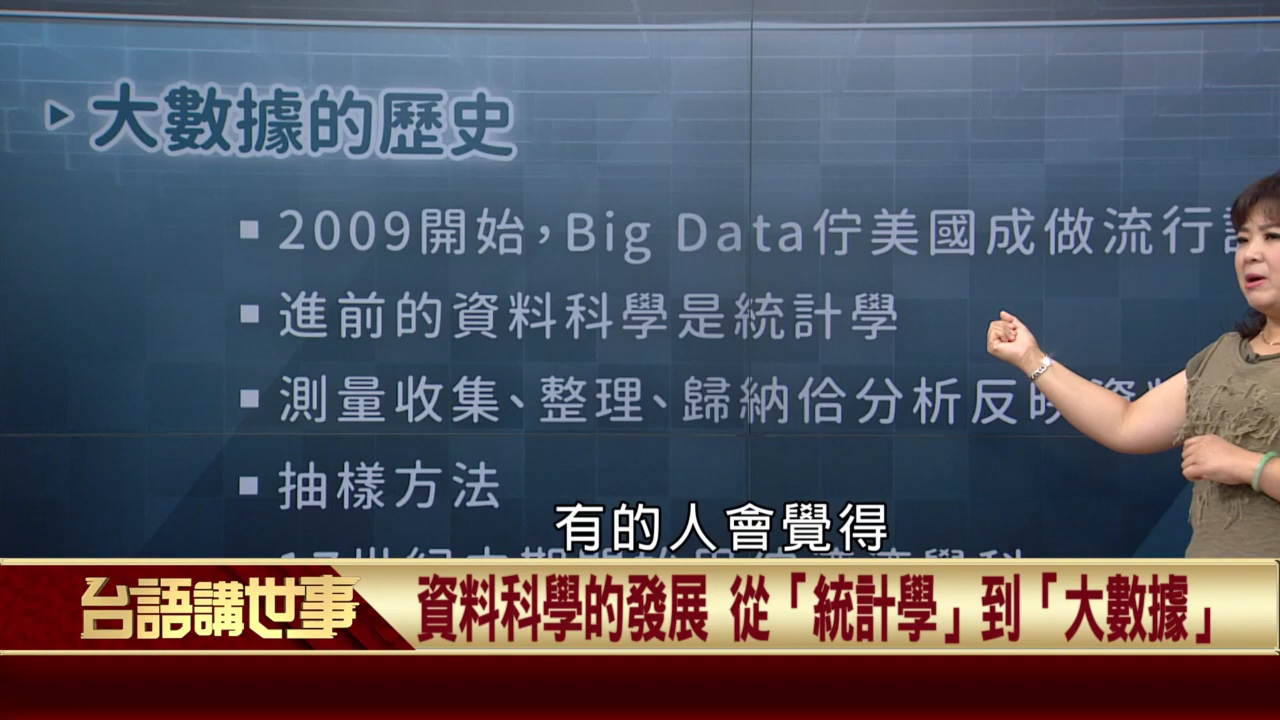 大數據的歷史
2009開始，Big Data佇美國成做流行
進前的資料科學是統計學
測量收集、整理、歸納佮分析反映資料
抽樣方法
有的人會覺得
台語講世事
資料科學的發展 從「統計學」到「大數據」